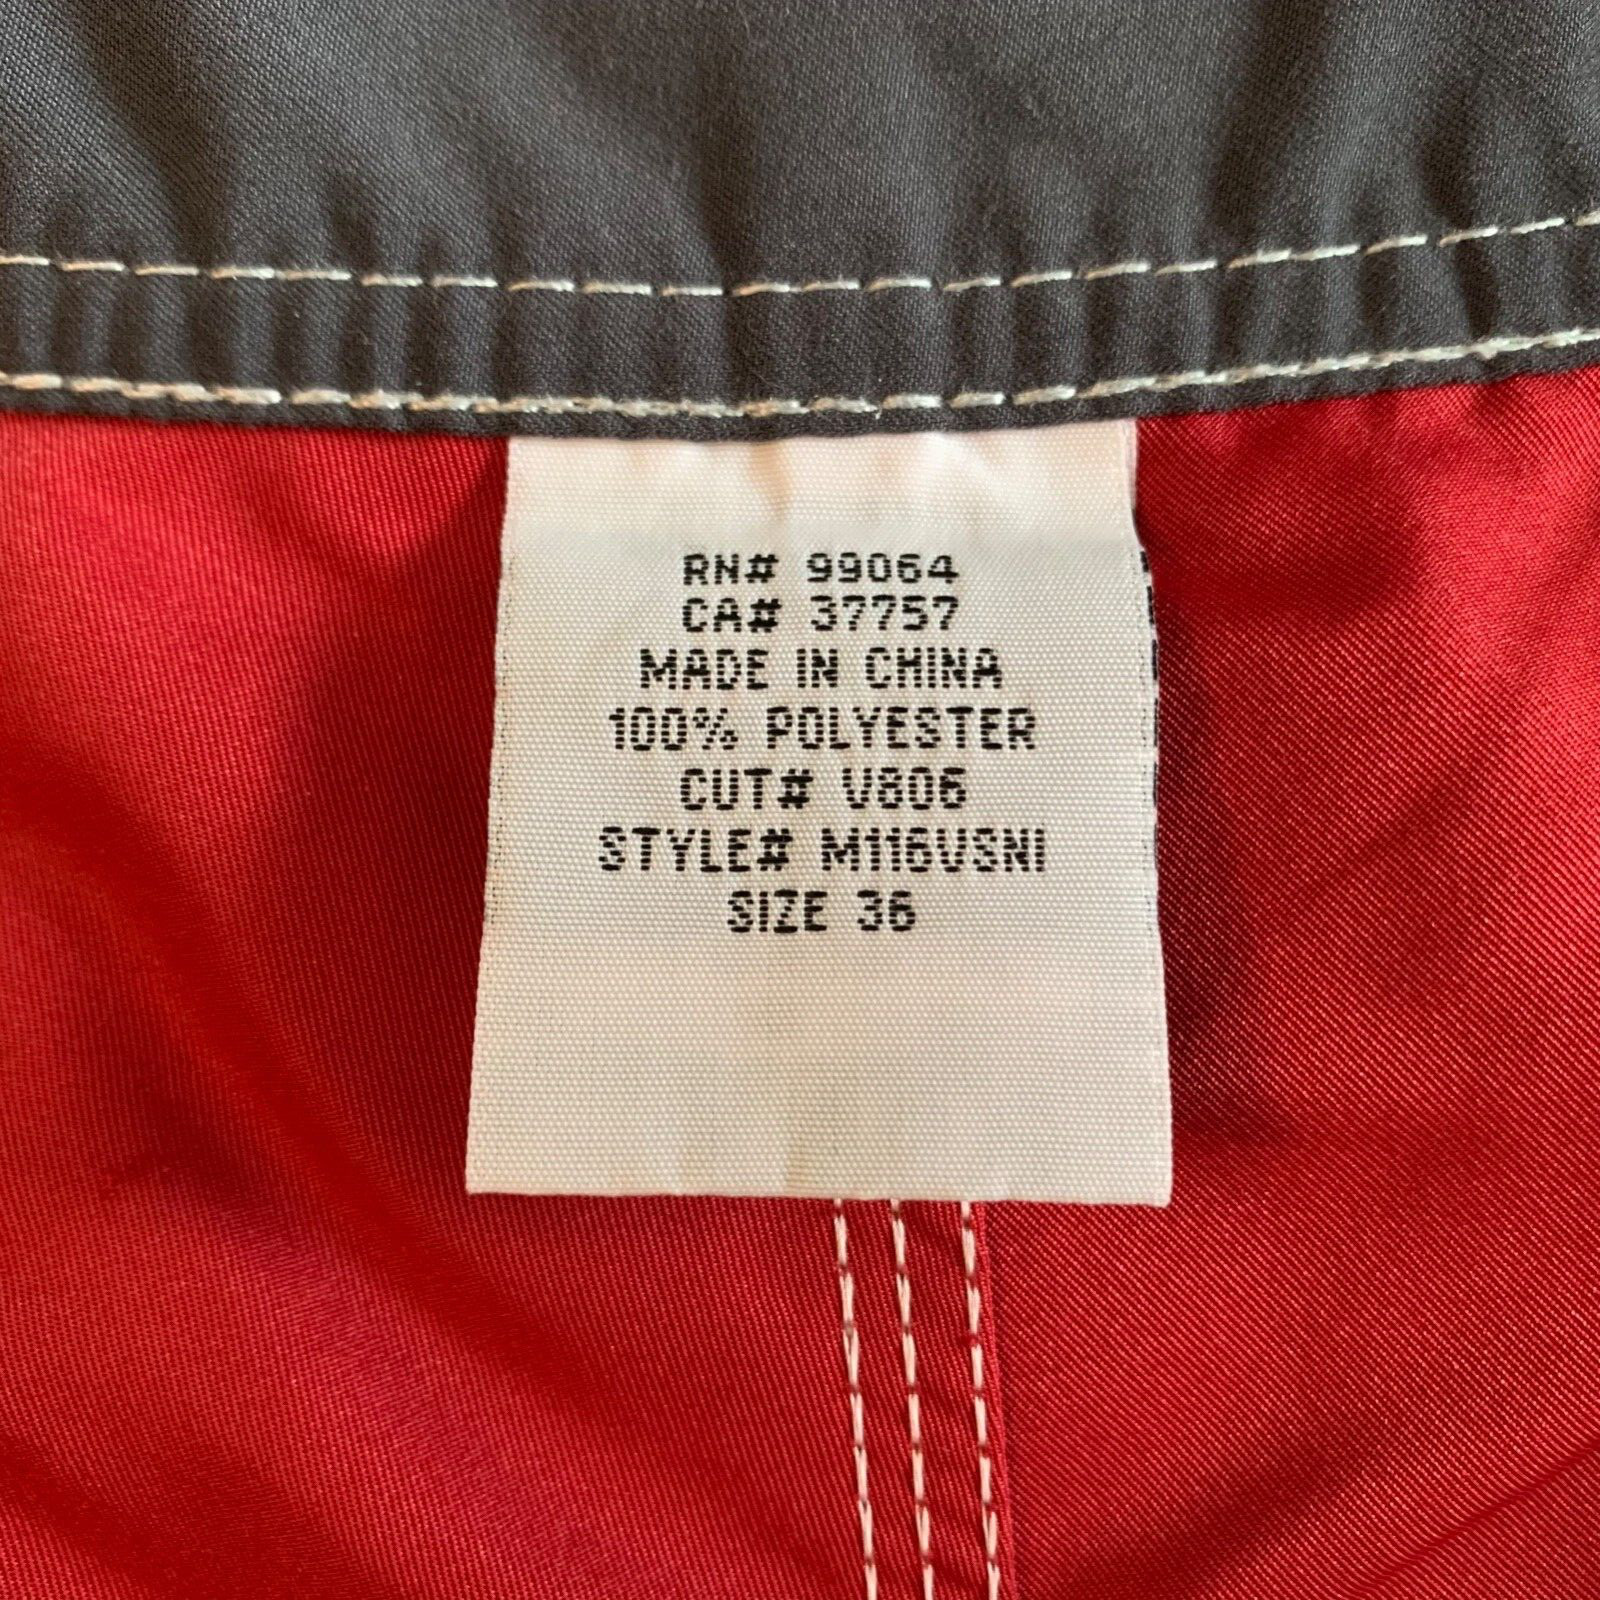 RN# 99064
CA# 37757
MADE IN CHINA
100% POLYESTER
CUT# V806
STYLE# M116VSNI
SIZE 36